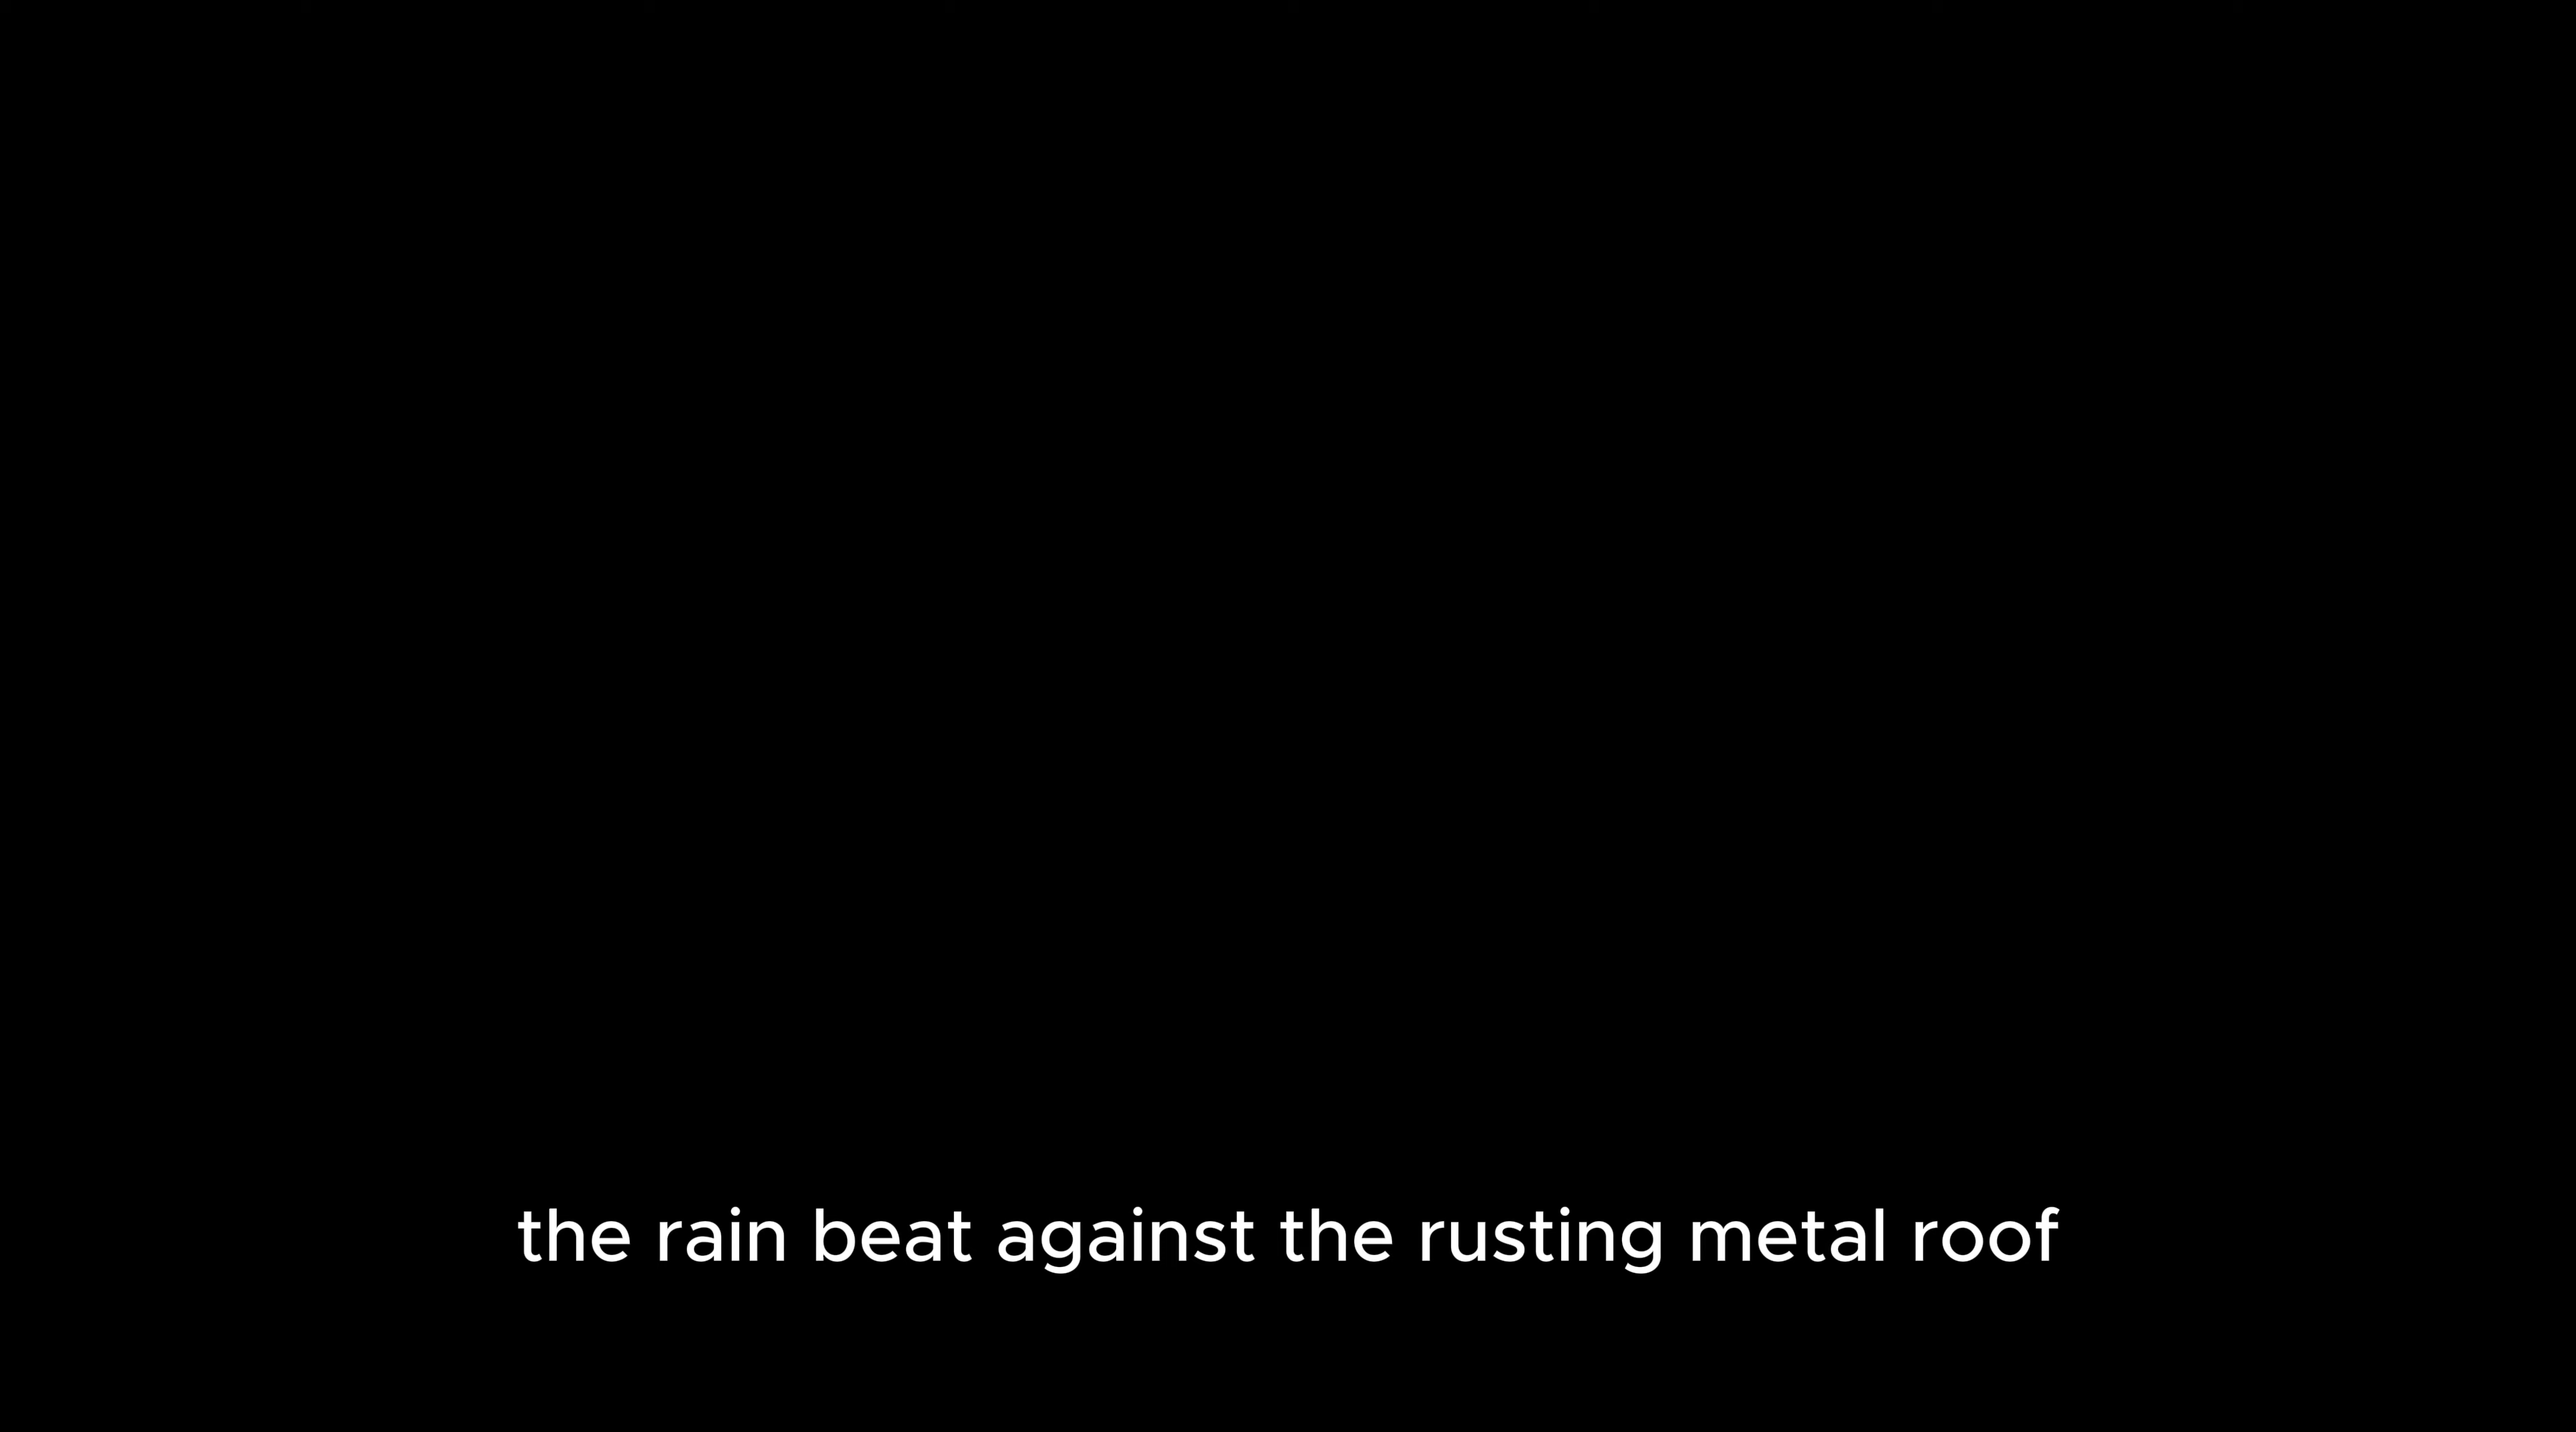 the rain beat against the rusting metal roof